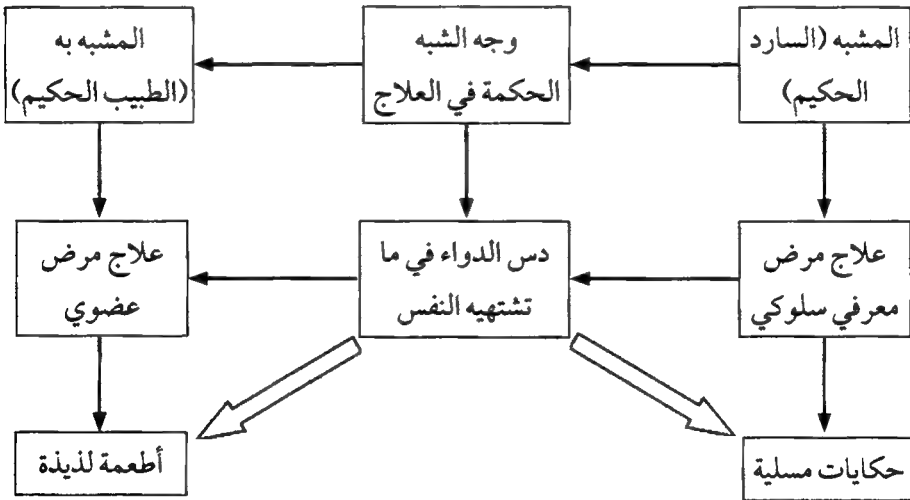 المشبه (السارد
الحكيم)
وجه الشبه
الحكمة في العلاج
المشبه به
(الطبيب الحكيم)
علاج مرض
معرفي سلوكي
دس الدواء في ما
تشتهيه النفس
علاج مرض
عضوي
حكايات مسلية
أطعمة لذيذة